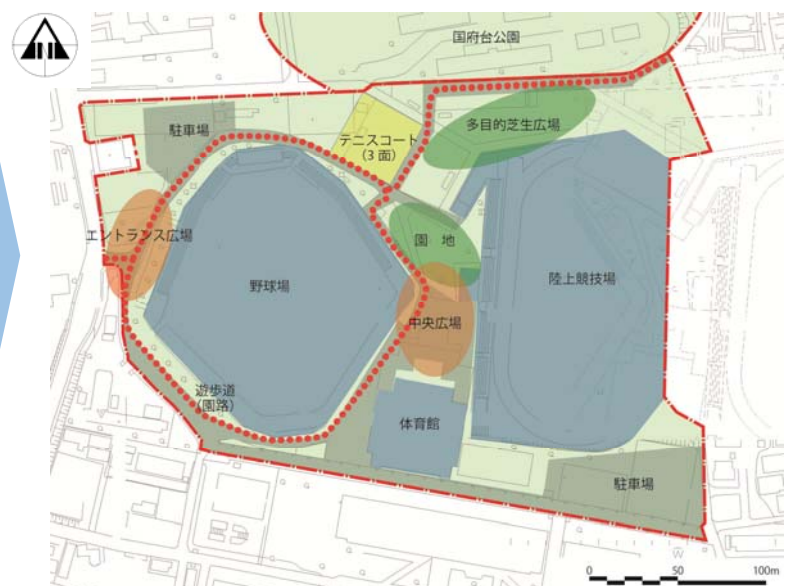 N
国府台公園
駐車場
テニスコート
（3 面）
多目的芝生広場
エントランス広場
園 地
野球場
陸上競技場
中央広場
遊歩道
（園路）
体育館
駐車場
0 50 100m